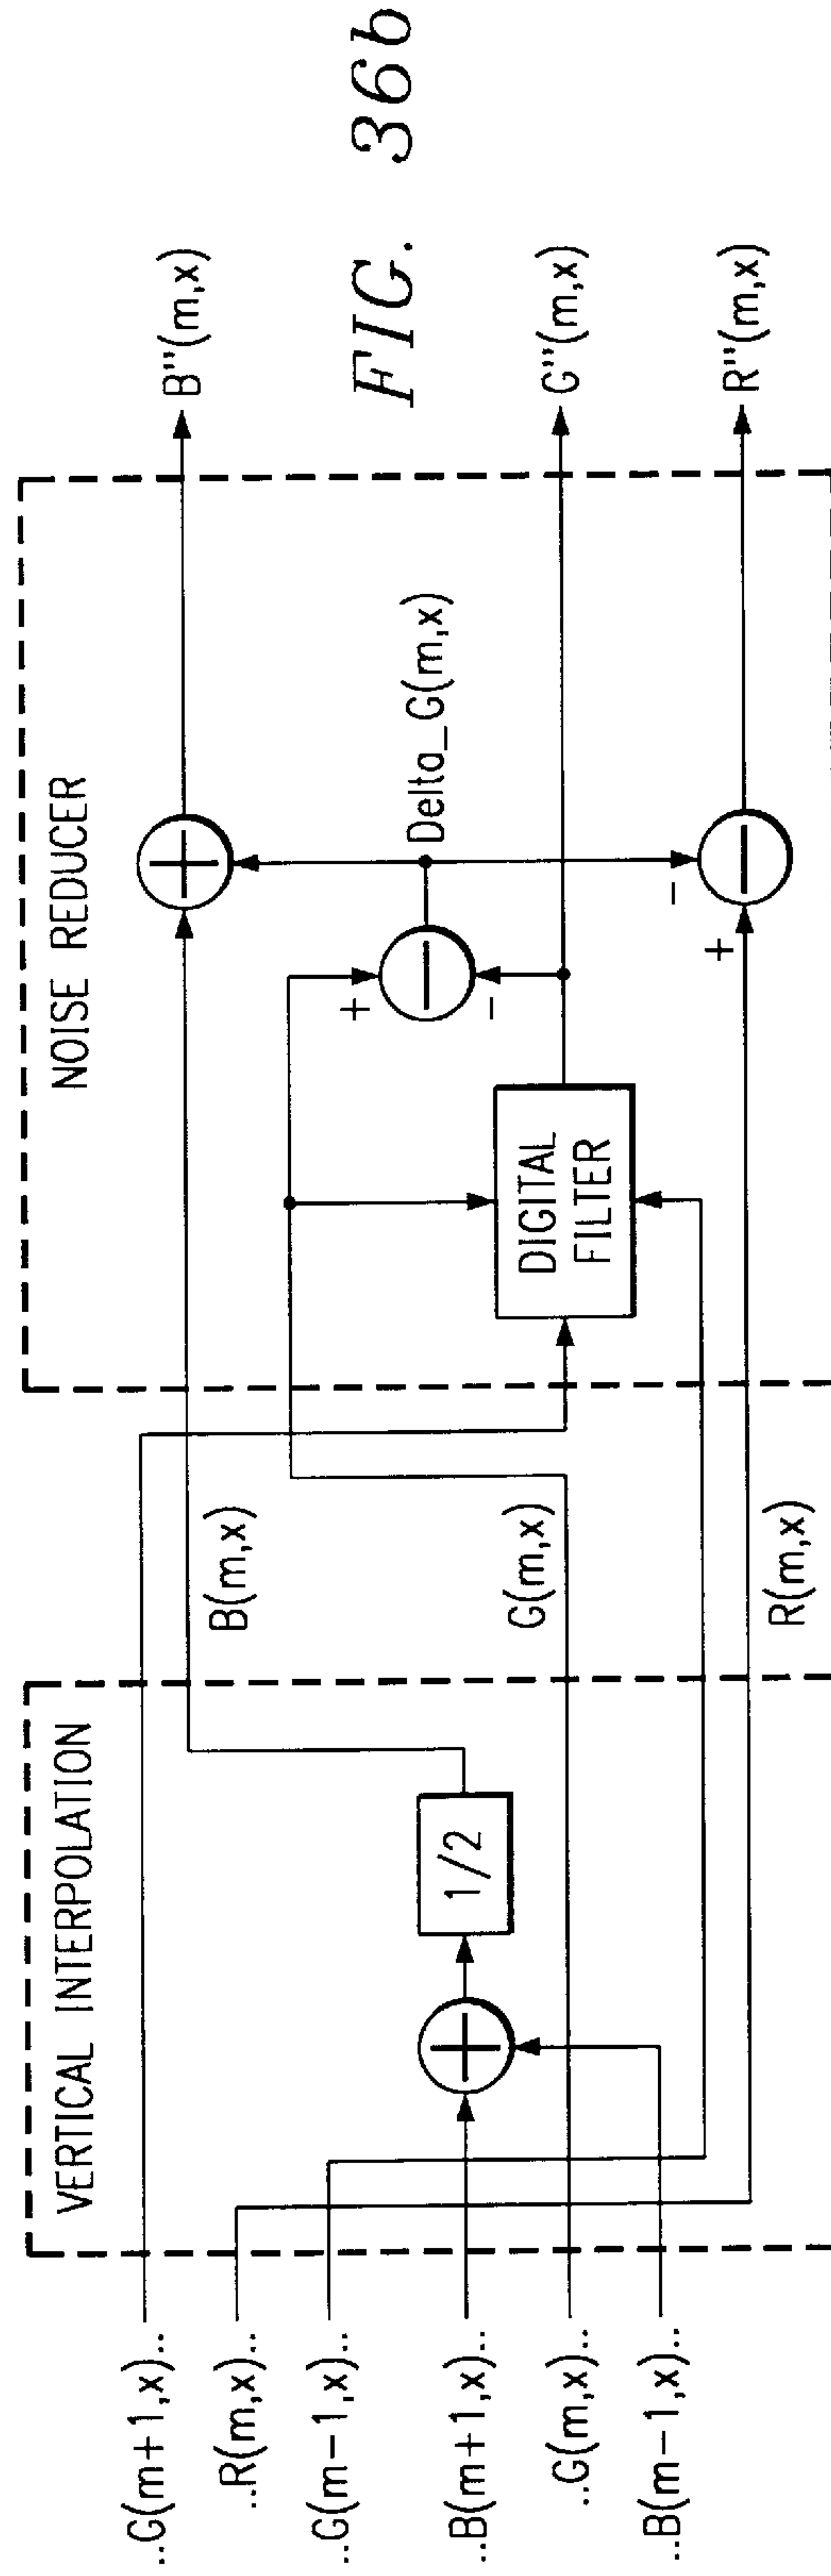 VERTICAL INTERPOLATION
..G(m+1,x)..
..R(m,x)..
..G(m-1,x)..
..B(m+1,x)..
..G(m,x)..
..B(m-1,x)..
+
1/2
B(m,x)
G(m,x)
R(m,x)
NOISE REDUCER
DIGITAL
FILTER
+
-
−
Delta_G(m,x)
+
+
-
−
B"(m,x)
G"(m,x)
R"(m,x)
FIG. 36b